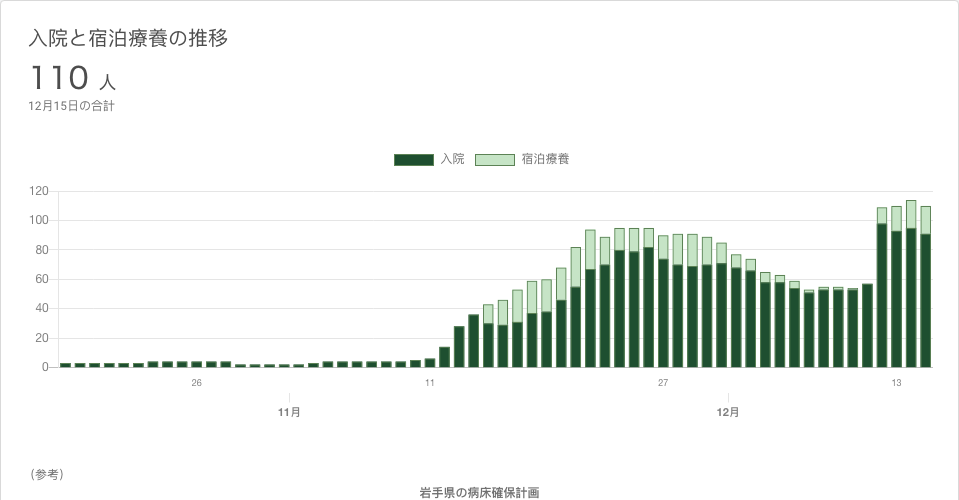 入院と宿泊療養の推移
110 人
12月15日の合計
入院 宿泊療養
120
100
80
60
40
20
0
26 11 27 13
11月 12月
(参考)
岩手県の病床確保計画